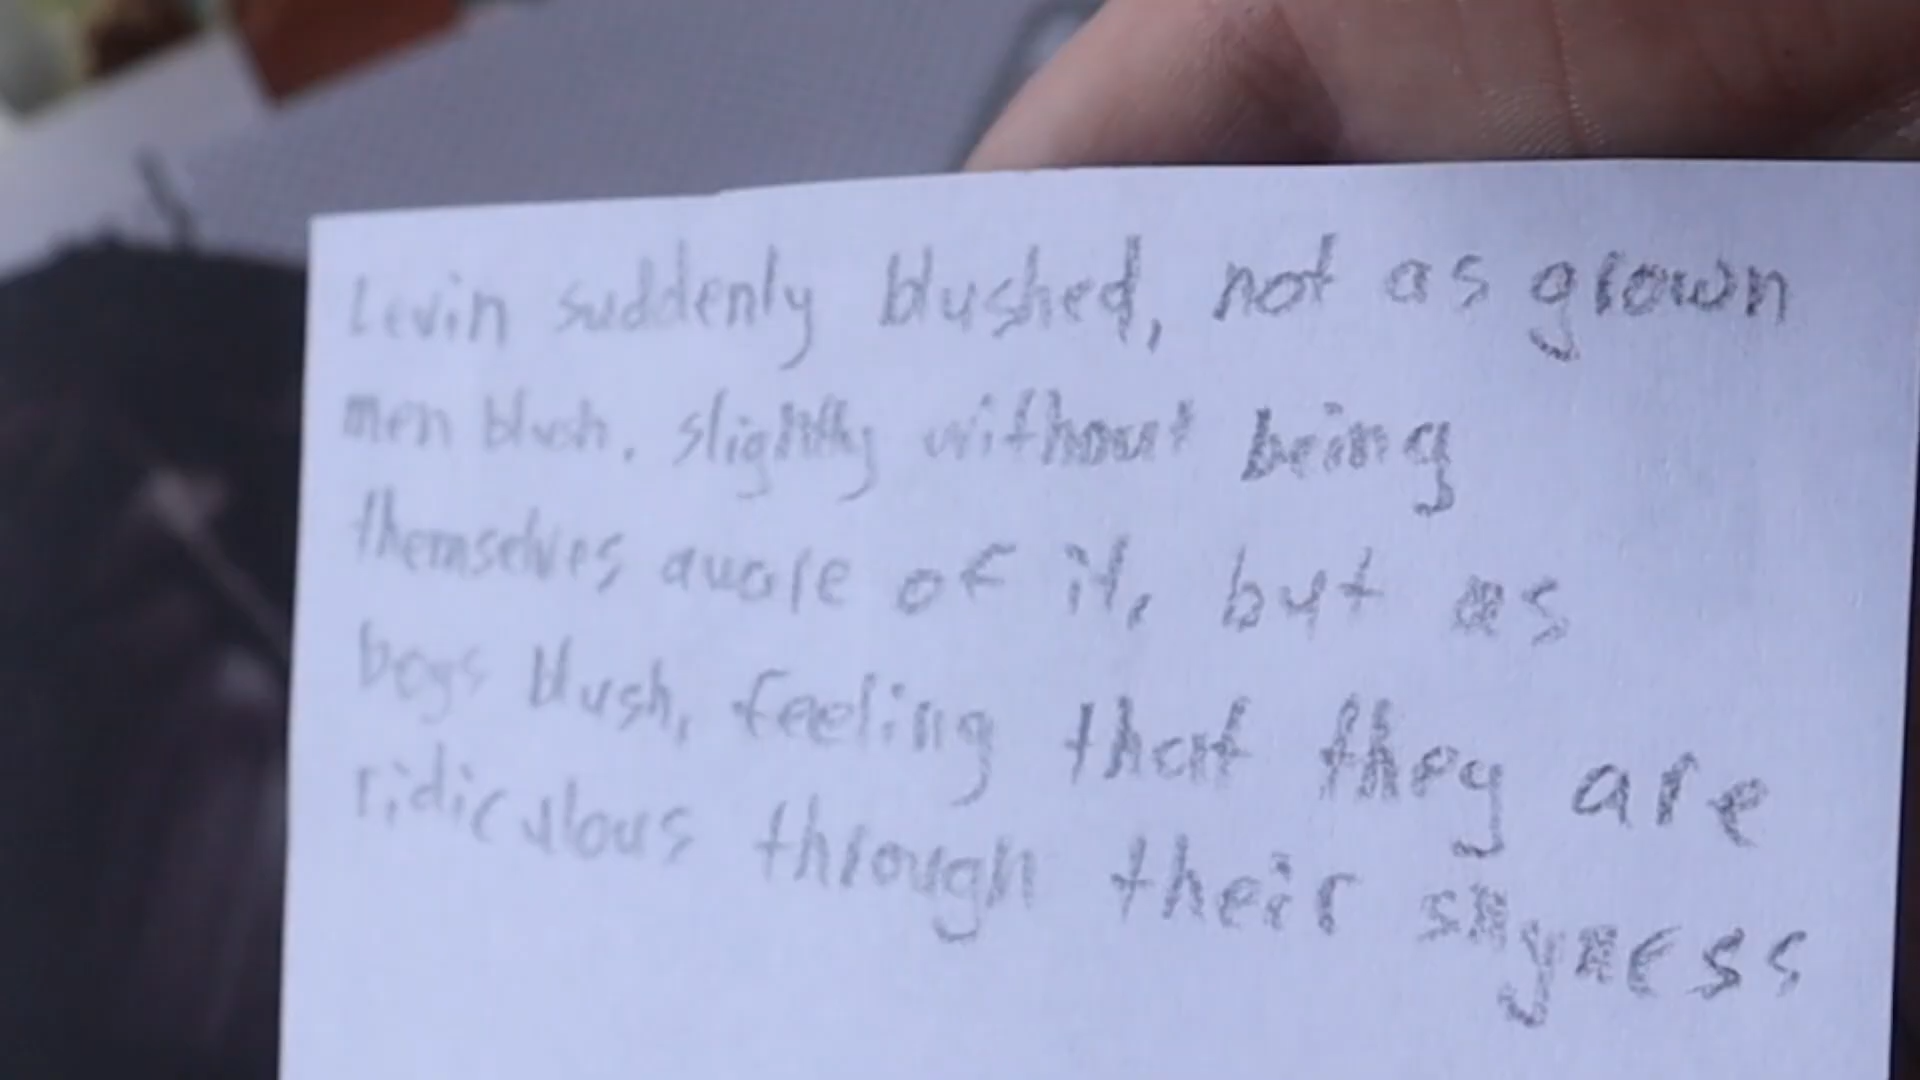 Levin suddenly blushed, not as grown
men blush. slightly without being
themselves aware of it, but as
boys blush, feeling that they are
ridiculous through their shyness